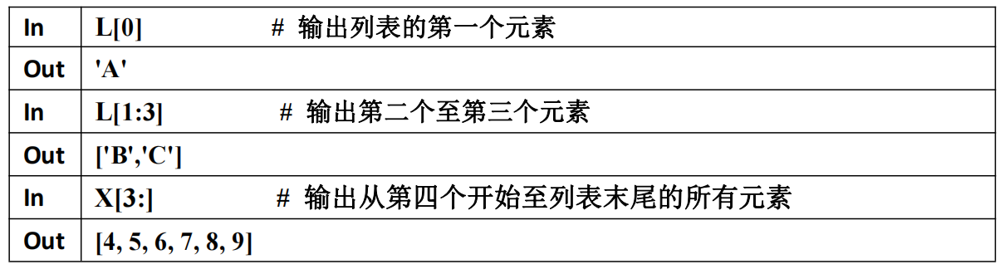 In L[0] # 输出列表的第一个元素
Out 'A'
In L[1:3] # 输出第二个至第三个元素
Out ['B','C']
In X[3:] # 输出从第四个开始至列表末尾的所有元素
Out [4, 5, 6, 7, 8, 9]